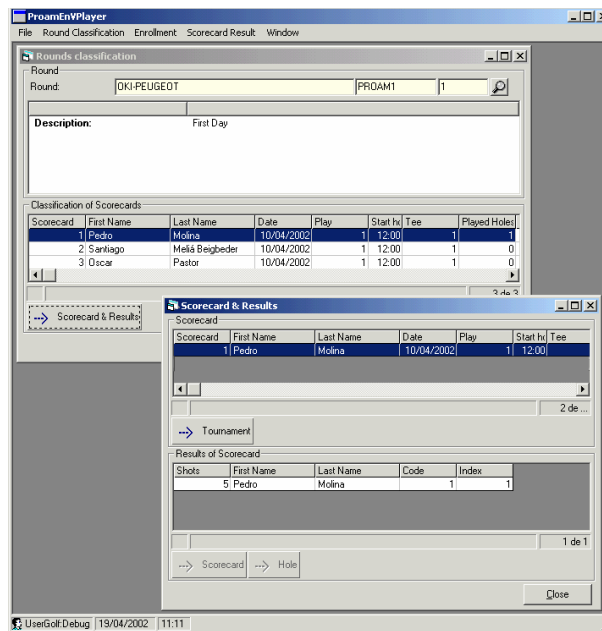 ProamEnVPlayer
File Round Classification Enrollment Scorecard Result Window
Rounds classification
Round
Round: OKI-PEUGEOT PROAM1 1
Description: First Day
Classification of Scorecards
Scorecard First Name Last Name Date Play Start ho Tee Played Holes
1 Pedro Molina 10/04/2002 1 12:00 1 1
2 Santiago Meliá Beigbeder 10/04/2002 1 12:00 1 0
3 Oscar Pastor 10/04/2002 1 12:00 1 0
3 de 3
--> Scorecard & Results
Scorecard & Results
Scorecard
Scorecard First Name Last Name Date Play Start ho Tee
1 Pedro Molina 10/04/2002 1 12:00
2 de ...
--> Tournament
Results of Scorecard
Shots First Name Last Name Code Index
5 Pedro Molina 1 1
1 de 1
--> Scorecard --> Hole
Close
UserGolf:Debug 19/04/2002 11:11